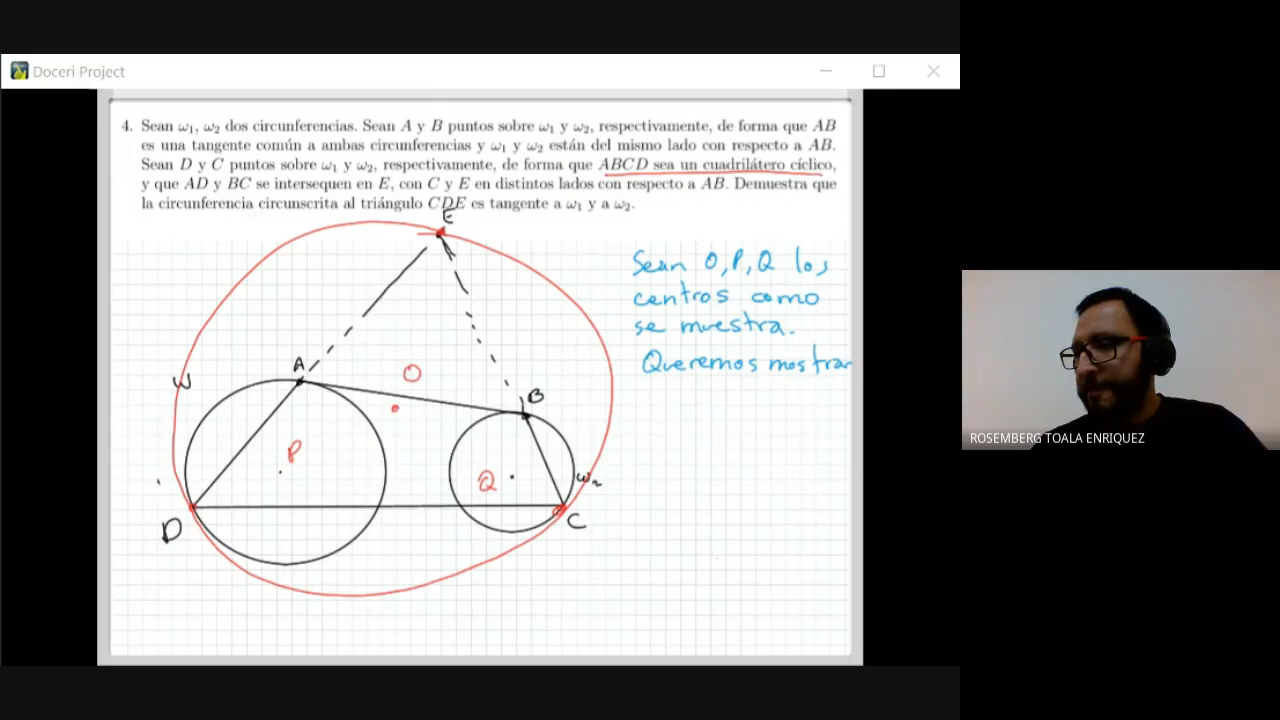 Doceri Project
4. Sean ω₁, ω₂ dos circunferencias. Sean A y B puntos sobre ω₁ y ω₂, respectivamente, de forma que AB
es una tangente común a ambas circunferencias y ω₁ y ω₂ están del mismo lado con respecto a AB.
Sean D y C puntos sobre ω₁ y ω₂, respectivamente, de forma que ABCD sea un cuadrilátero cíclico,
y que AD y BC se intersequen en E, con C y E en distintos lados con respecto a AB. Demuestra que
la circunferencia circunscrita al triángulo CDE es tangente a ω₁ y a ω₂.
E
Sean O, P, Q los
centros como
se muestra.
Queremos mostrar
A
O
ω
B
P
Q
ω₂
D
C
ROSEMBERG TOALA ENRIQUEZ